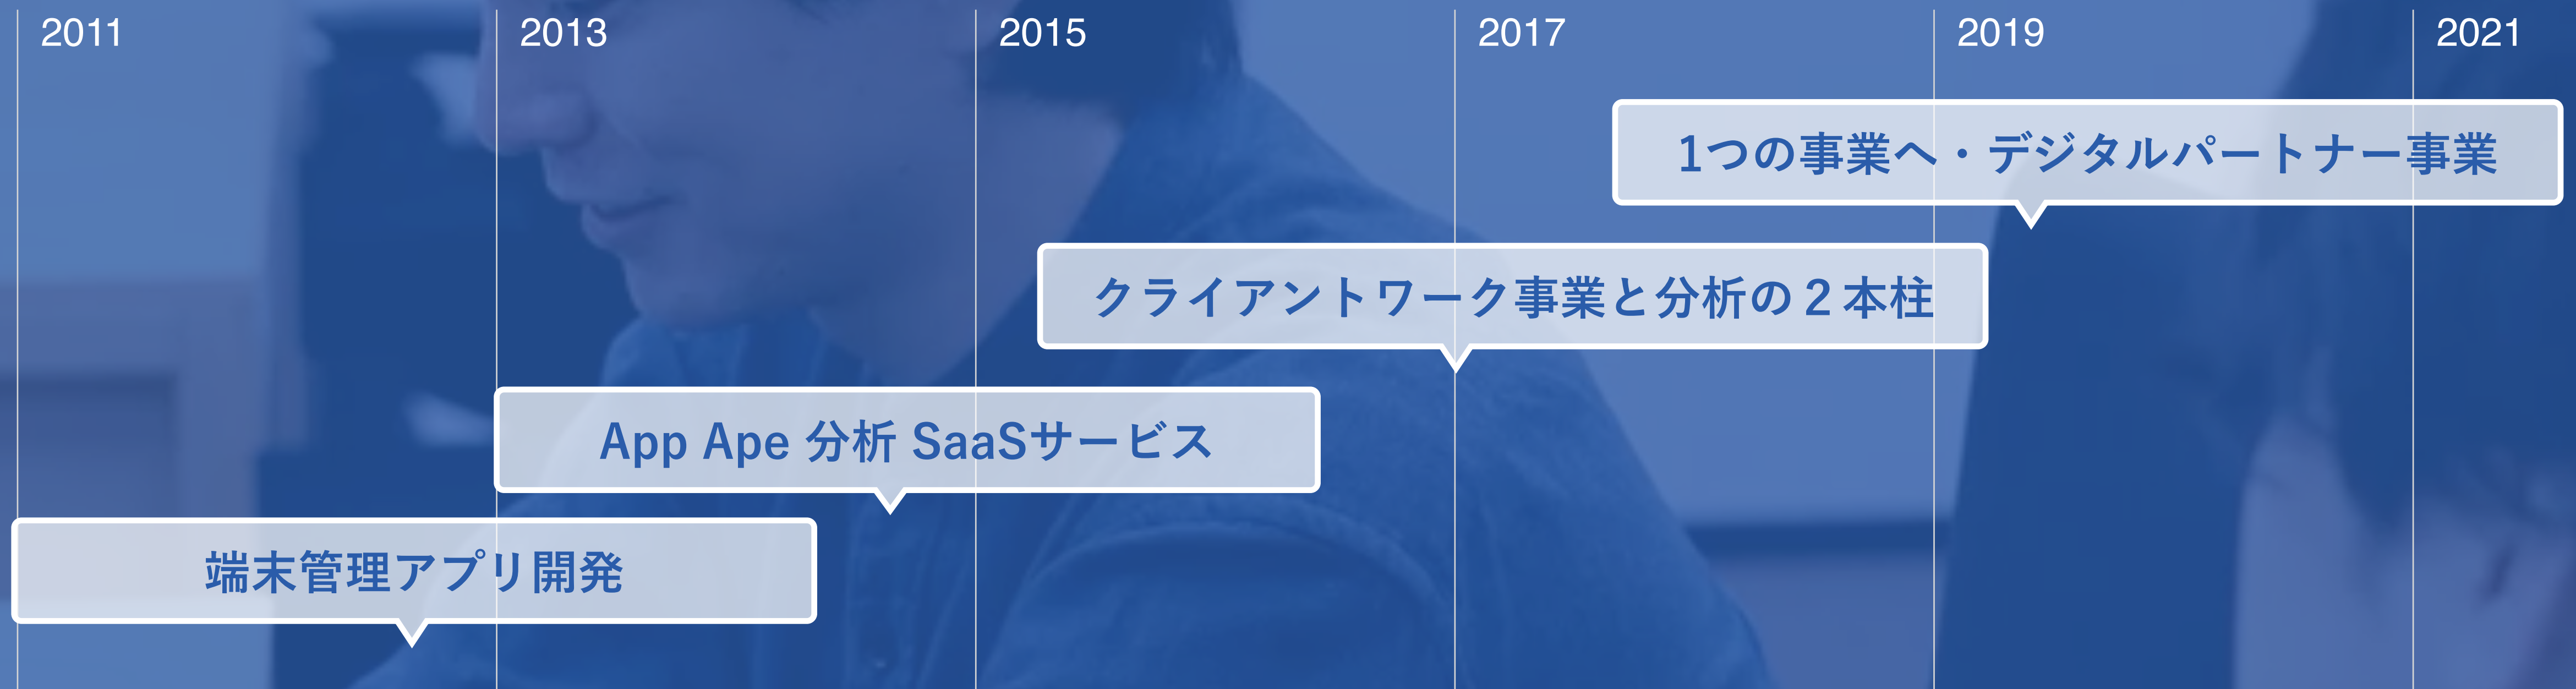 2011
2013
2015
2017
2019
2021
1つの事業へ・デジタルパートナー事業
クライアントワーク事業と分析の２本柱
App Ape 分析 SaaSサービス
端末管理アプリ開発